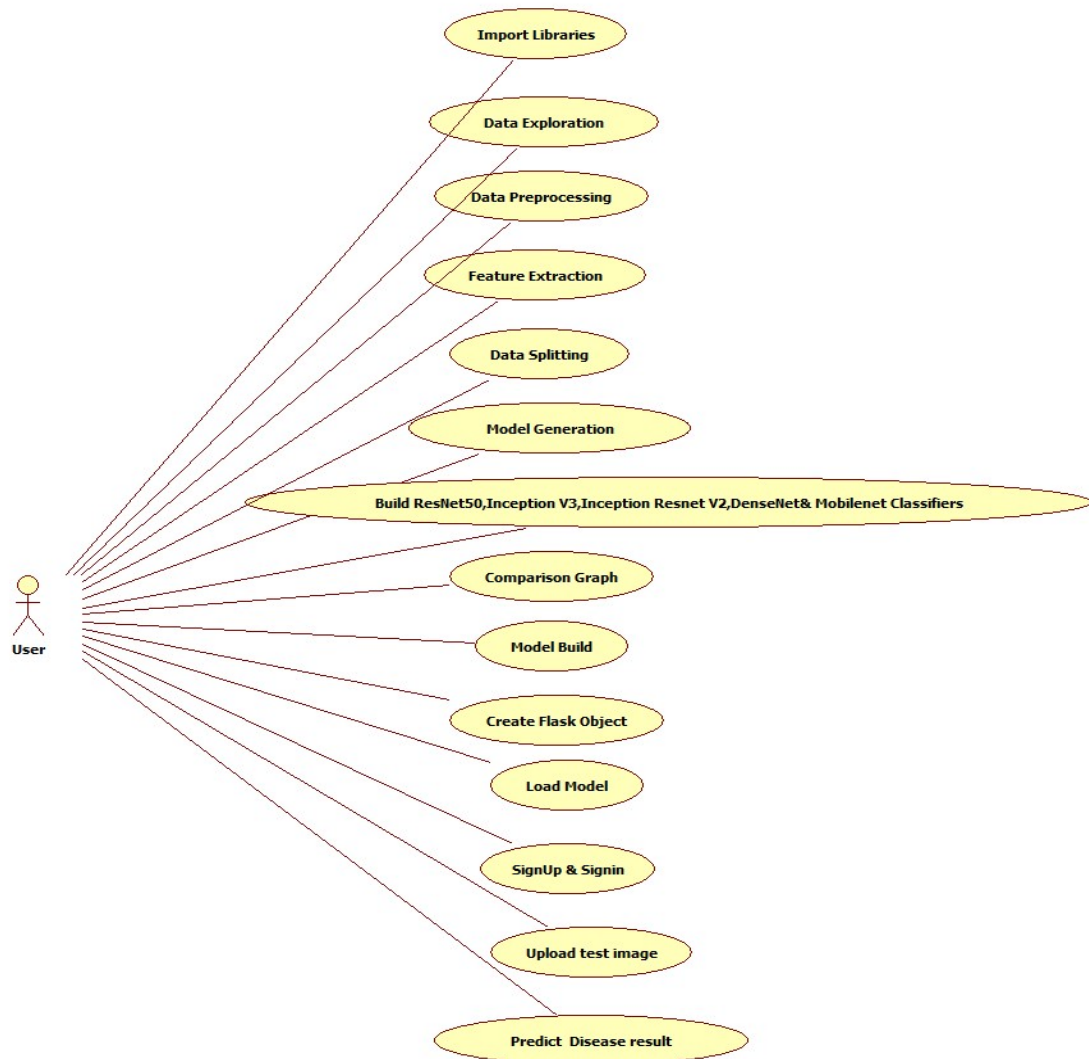 Import Libraries
Data Exploration
Data Preprocessing
Feature Extraction
Data Splitting
Model Generation
Build ResNet50,Inception V3,Inception Resnet V2,DenseNet& Mobilenet Classifiers
Comparison Graph
User
Model Build
Create Flask Object
Load Model
SignUp & Signin
Upload test image
Predict Disease result